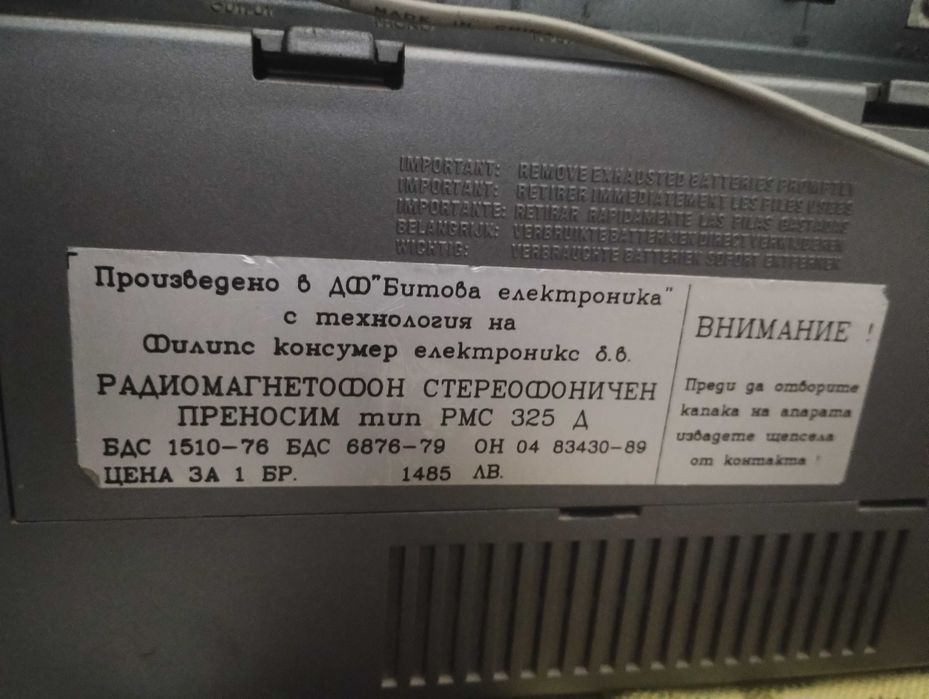 OUTPUT
MADE IN
IMPORTANT: REMOVE EXHAUSTED BATTERIES PROMPTLY
IMPORTANT: RETIRER IMMEDIATEMENT LES PILES USEES
IMPORTANTE: RETIRAR RAPIDAMENTE LAS PILAS GASTADAS
BELANGRIJK: VERBRUIKTE BATTERIJEN DIRECT VERWIJDEREN
WICHTIG: VERBRAUCHTE BATTERIEN SOFORT ENTFERNEN
Произведено в ДФ"Битова електроника"
с технология на
Филипс консумер електроникс б.в.
РАДИОМАГНЕТОФОН СТЕРЕОФОНИЧЕН
ПРЕНОСИМ тип РМС 325 Д
БДС 1510-76 БДС 6876-79 ОН 04 83430-89
ЦЕНА ЗА 1 БР. 1485 ЛВ.
ВНИМАНИЕ !
Преди да отворите
капака на апарата
извадете щепсела
от контакта !